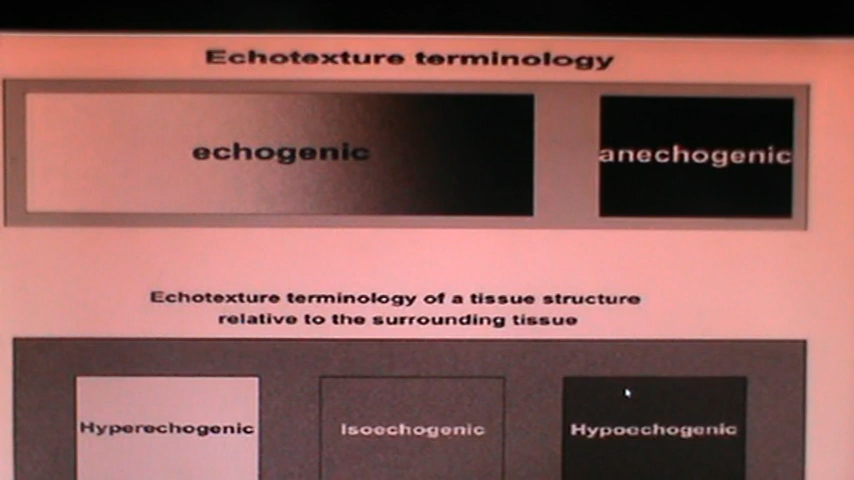 Echotexture terminology
echogenic
anechogenic
Echotexture terminology of a tissue structure
relative to the surrounding tissue
Hyperechogenic
Isoechogenic
Hypoechogenic